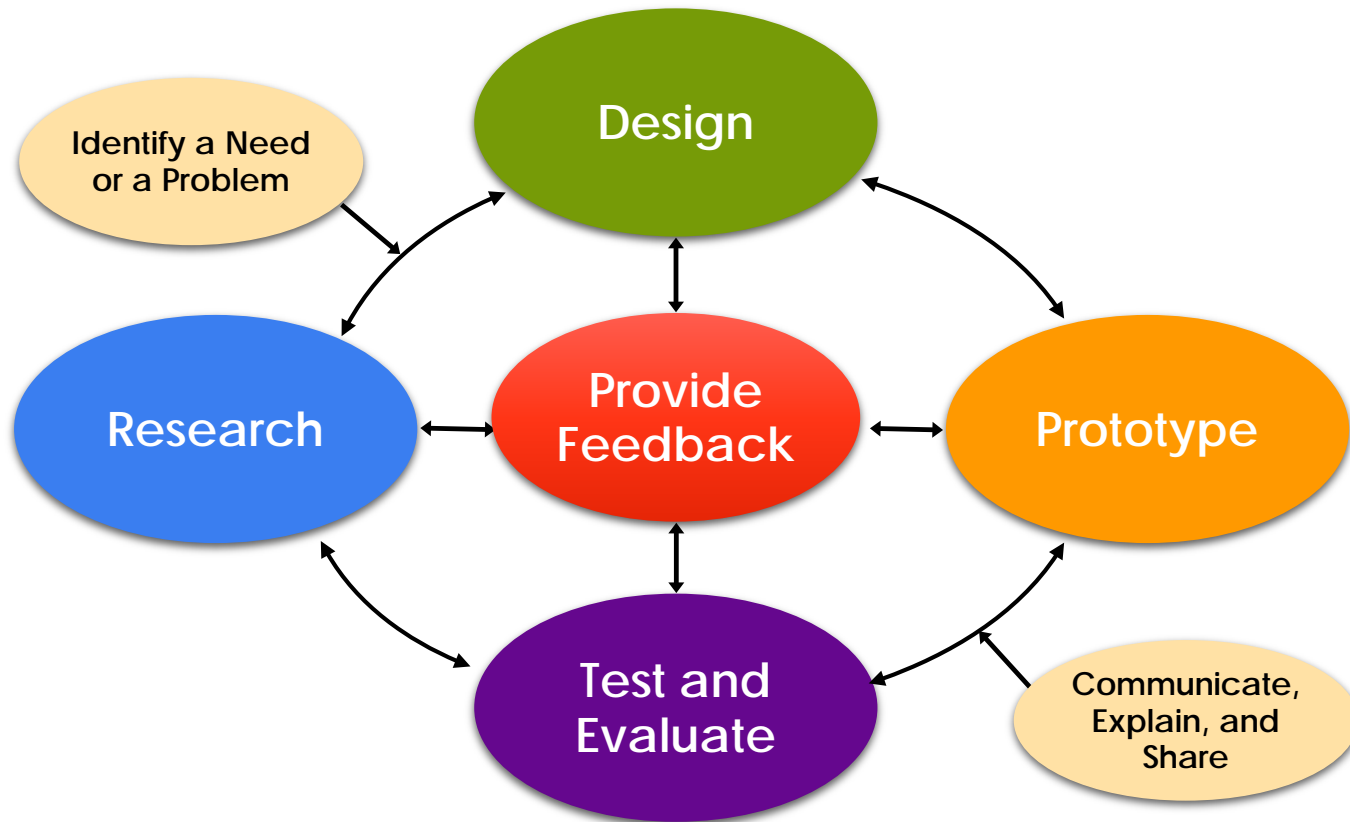 Design
Identify a Need
or a Problem
Research
Provide
Feedback
Prototype
Test and
Evaluate
Communicate,
Explain, and
Share